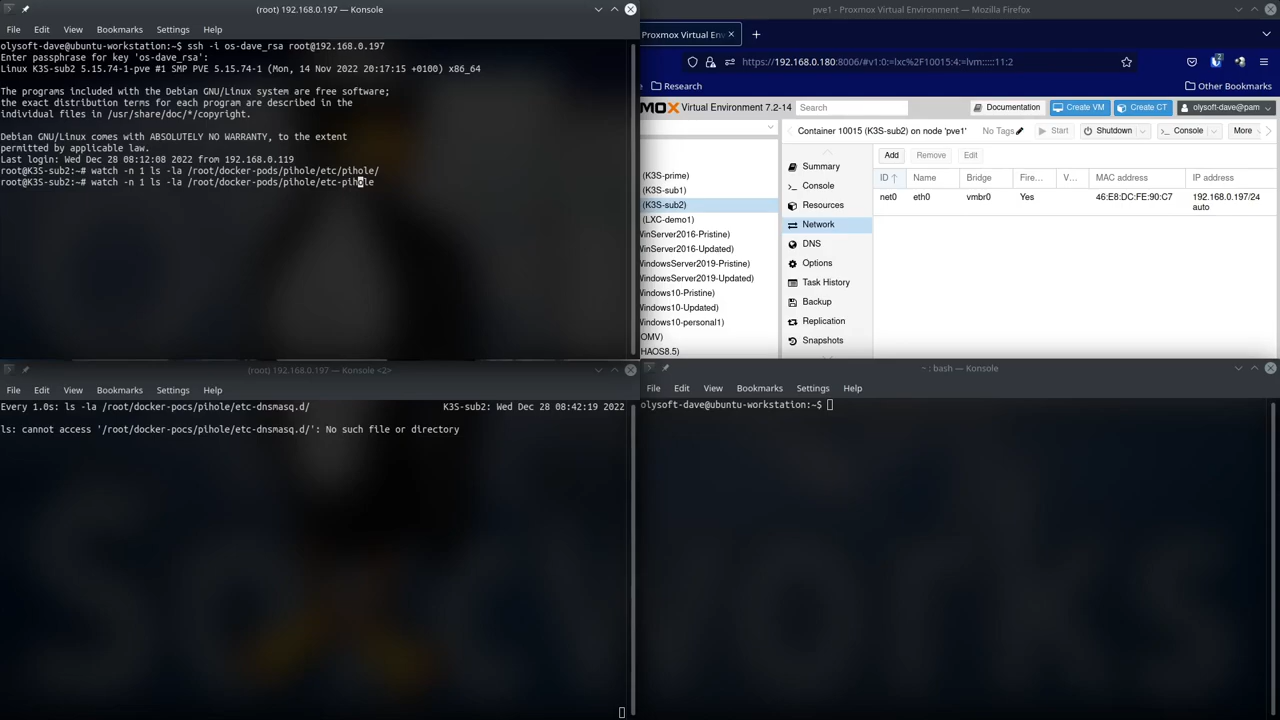 (root) 192.168.0.197 — Konsole
File Edit View Bookmarks Settings Help
olysoft-dave@ubuntu-workstation:~$ ssh -i os-dave_rsa root@192.168.0.197
Enter passphrase for key 'os-dave_rsa':
Linux K3S-sub2 5.15.74-1-pve #1 SMP PVE 5.15.74-1 (Mon, 14 Nov 2022 20:17:15 +0100) x86_64
The programs included with the Debian GNU/Linux system are free software;
the exact distribution terms for each program are described in the
individual files in /usr/share/doc/*/copyright.
Debian GNU/Linux comes with ABSOLUTELY NO WARRANTY, to the extent
permitted by applicable law.
Last login: Wed Dec 28 08:12:08 2022 from 192.168.0.119
root@K3S-sub2:~# watch -n 1 ls -la /root/docker-pods/pihole/etc/pihole/
root@K3S-sub2:~# watch -n 1 ls -la /root/docker-pods/pihole/etc-pihole
pve1 - Proxmox Virtual Environment — Mozilla Firefox
Proxmox Virtual Env
https://192.168.0.180:8006/#v1:0:=lxc%2F10015:4:=lvm:::::11:2
Research
Other Bookmarks
MOX Virtual Environment 7.2-14
Search
Documentation
Create VM
Create CT
olysoft-dave@pam
Container 10015 (K3S-sub2) on node 'pve1'
No Tags
Start
Shutdown
Console
More
(K3S-prime)
(K3S-sub1)
(K3S-sub2)
(LXC-demo1)
WinServer2016-Pristine)
WinServer2016-Updated)
WindowsServer2019-Pristine)
WindowsServer2019-Updated)
Windows10-Pristine)
Windows10-Updated)
Windows10-personal1)
OMV)
HAOS8.5)
Summary
Console
Resources
Network
DNS
Options
Task History
Backup
Replication
Snapshots
Add Remove Edit
ID Name Bridge Fire... V... MAC address IP address
net0 eth0 vmbr0 Yes 46:E8:DC:FE:90:C7 192.168.0.197/24
auto
(root) 192.168.0.197 — Konsole <2>
File Edit View Bookmarks Settings Help
Every 1.0s: ls -la /root/docker-pocs/pihole/etc-dnsmasq.d/ K3S-sub2: Wed Dec 28 08:42:19 2022
ls: cannot access '/root/docker-pocs/pihole/etc-dnsmasq.d/': No such file or directory
~ : bash — Konsole
File Edit View Bookmarks Settings Help
olysoft-dave@ubuntu-workstation:~$